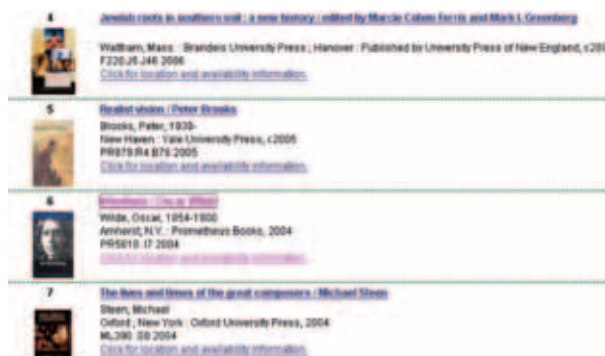 4 Jewish roots in southern soil : a new history / edited by Marcie Cohen Ferris and Mark I. Greenberg
Waltham, Mass. : Brandeis University Press ; Hanover : Published by University Press of New England, c200
F220.J5 J46 2006
Click for location and availability information.
5 Realist vision / Peter Brooks
Brooks, Peter, 1938-
New Haven : Yale University Press, c2005
PR878.R4 B76 2005
Click for location and availability information.
6 Intentions / Oscar Wilde
Wilde, Oscar, 1854-1900
Amherst, N.Y. : Prometheus Books, 2004
PR5818 .I7 2004
Click for location and availability information.
7 The lives and times of the great composers / Michael Steen
Steen, Michael
Oxford ; New York : Oxford University Press, 2004
ML390 .S8 2004
Click for location and availability information.